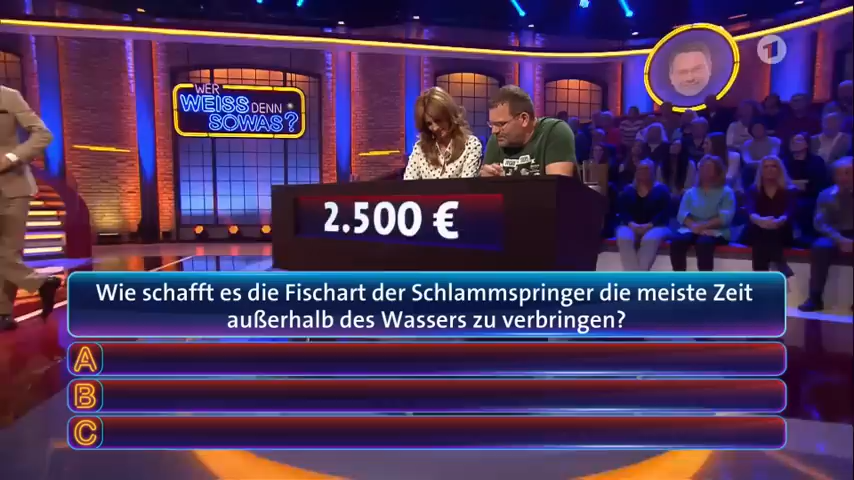 1
WER
WEISS DENN
SOWAS?
2.500 €
Wie schafft es die Fischart der Schlammspringer die meiste Zeit
außerhalb des Wassers zu verbringen?
A
B
C